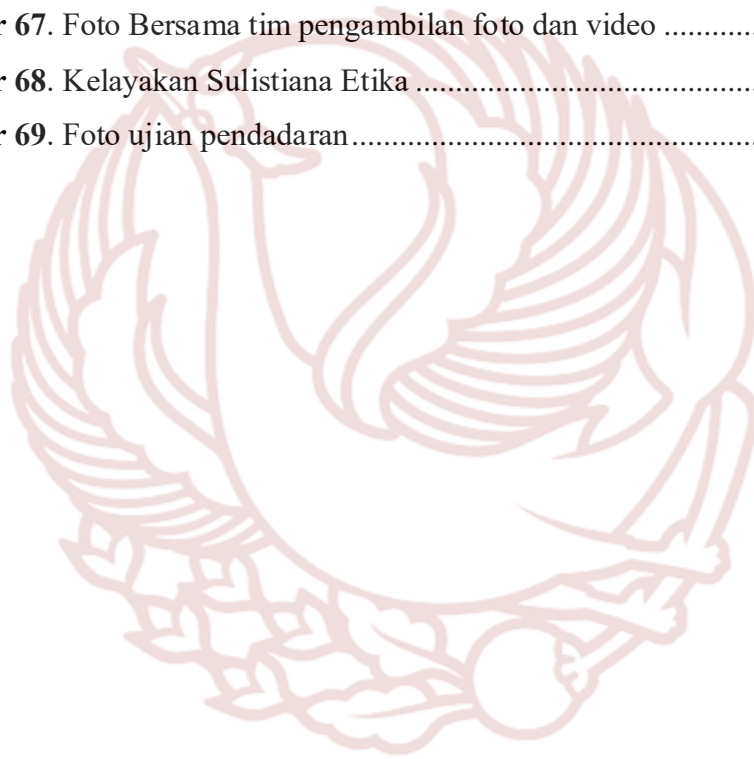 r 67. Foto Bersama tim pengambilan foto dan video ............
r 68. Kelayakan Sulistiana Etika ..........................................
r 69. Foto ujian pendadaran..................................................